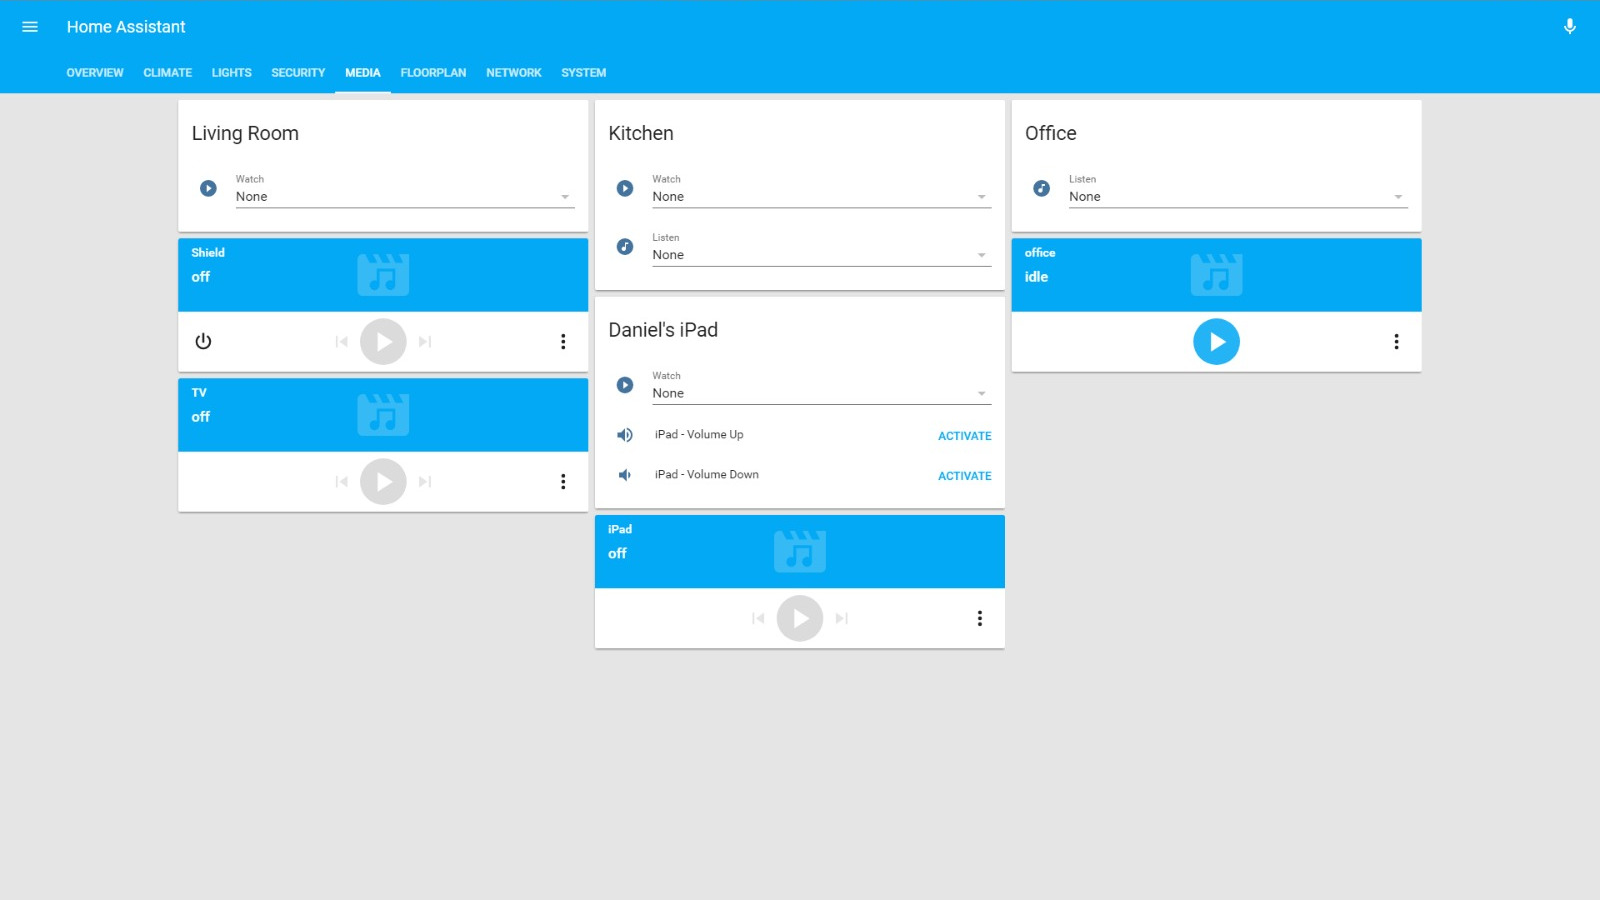 Home Assistant
OVERVIEW CLIMATE LIGHTS SECURITY MEDIA FLOORPLAN NETWORK SYSTEM
Living Room
Watch
None
Shield
off
TV
off
Kitchen
Watch
None
Listen
None
Daniel's iPad
Watch
None
iPad - Volume Up ACTIVATE
iPad - Volume Down ACTIVATE
iPad
off
Office
Listen
None
office
idle